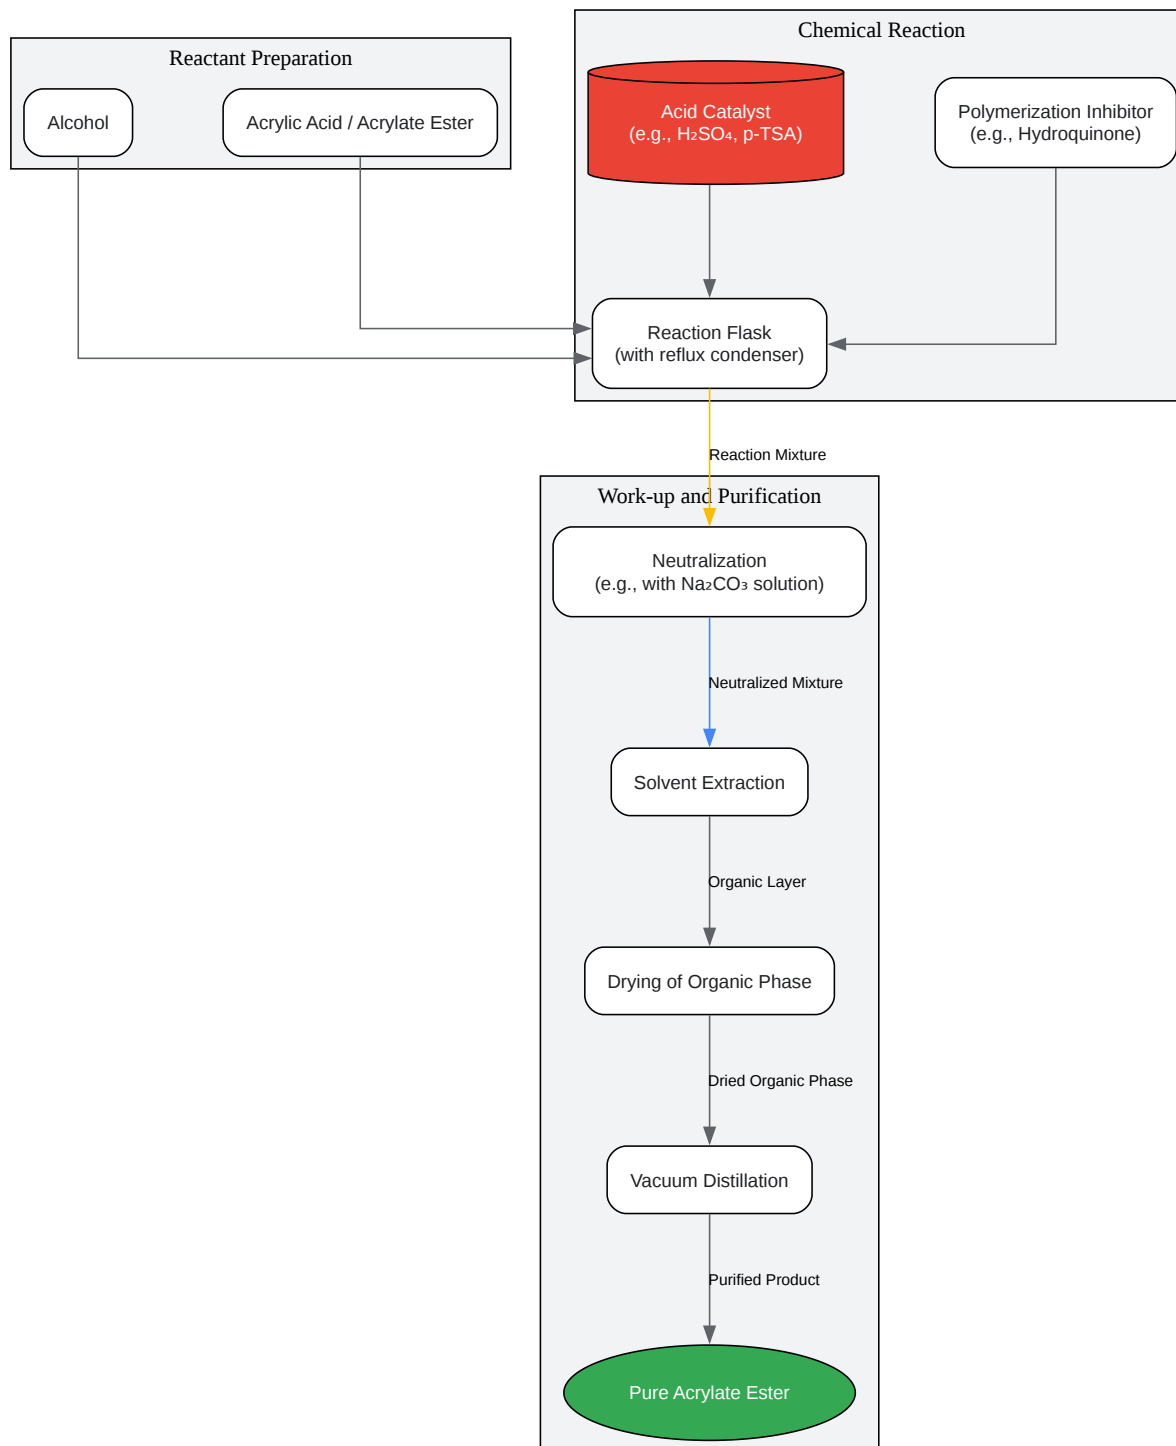 Chemical Reaction
Reactant Preparation
Alcohol
Acrylic Acid / Acrylate Ester
Acid Catalyst
(e.g., H₂SO₄, p-TSA)
Polymerization Inhibitor
(e.g., Hydroquinone)
Reaction Flask
(with reflux condenser)
Reaction Mixture
Work-up and Purification
Neutralization
(e.g., with Na₂CO₃ solution)
Neutralized Mixture
Solvent Extraction
Organic Layer
Drying of Organic Phase
Dried Organic Phase
Vacuum Distillation
Purified Product
Pure Acrylate Ester